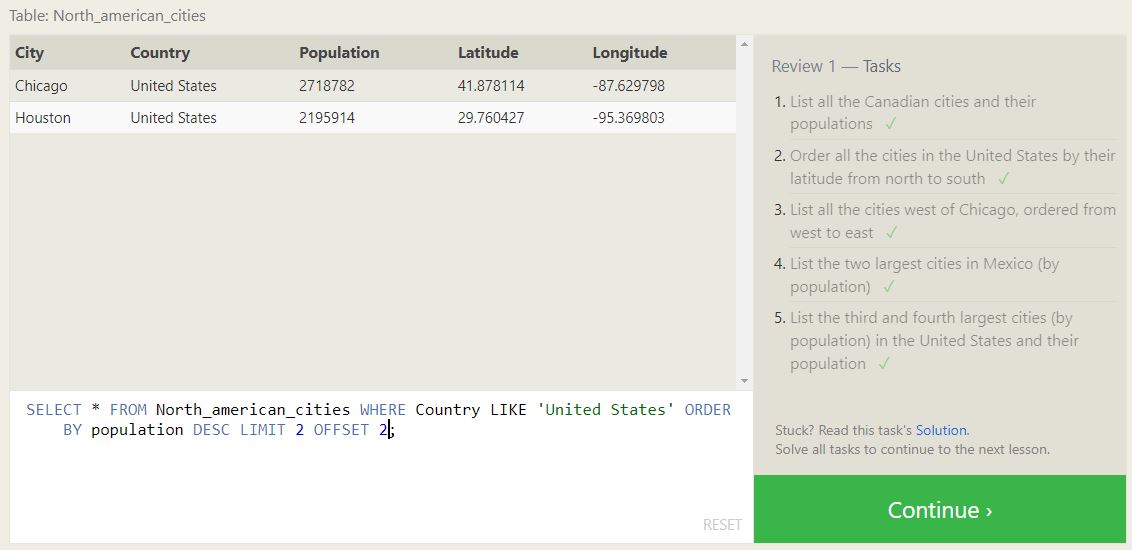 Table: North_american_cities
City Country Population Latitude Longitude
Chicago United States 2718782 41.878114 -87.629798
Houston United States 2195914 29.760427 -95.369803
SELECT * FROM North_american_cities WHERE Country LIKE 'United States' ORDER
BY population DESC LIMIT 2 OFFSET 2;
RESET
Review 1 — Tasks
1. List all the Canadian cities and their
populations ✓
2. Order all the cities in the United States by their
latitude from north to south ✓
3. List all the cities west of Chicago, ordered from
west to east ✓
4. List the two largest cities in Mexico (by
population) ✓
5. List the third and fourth largest cities (by
population) in the United States and their
population ✓
Stuck? Read this task's Solution.
Solve all tasks to continue to the next lesson.
Continue ›